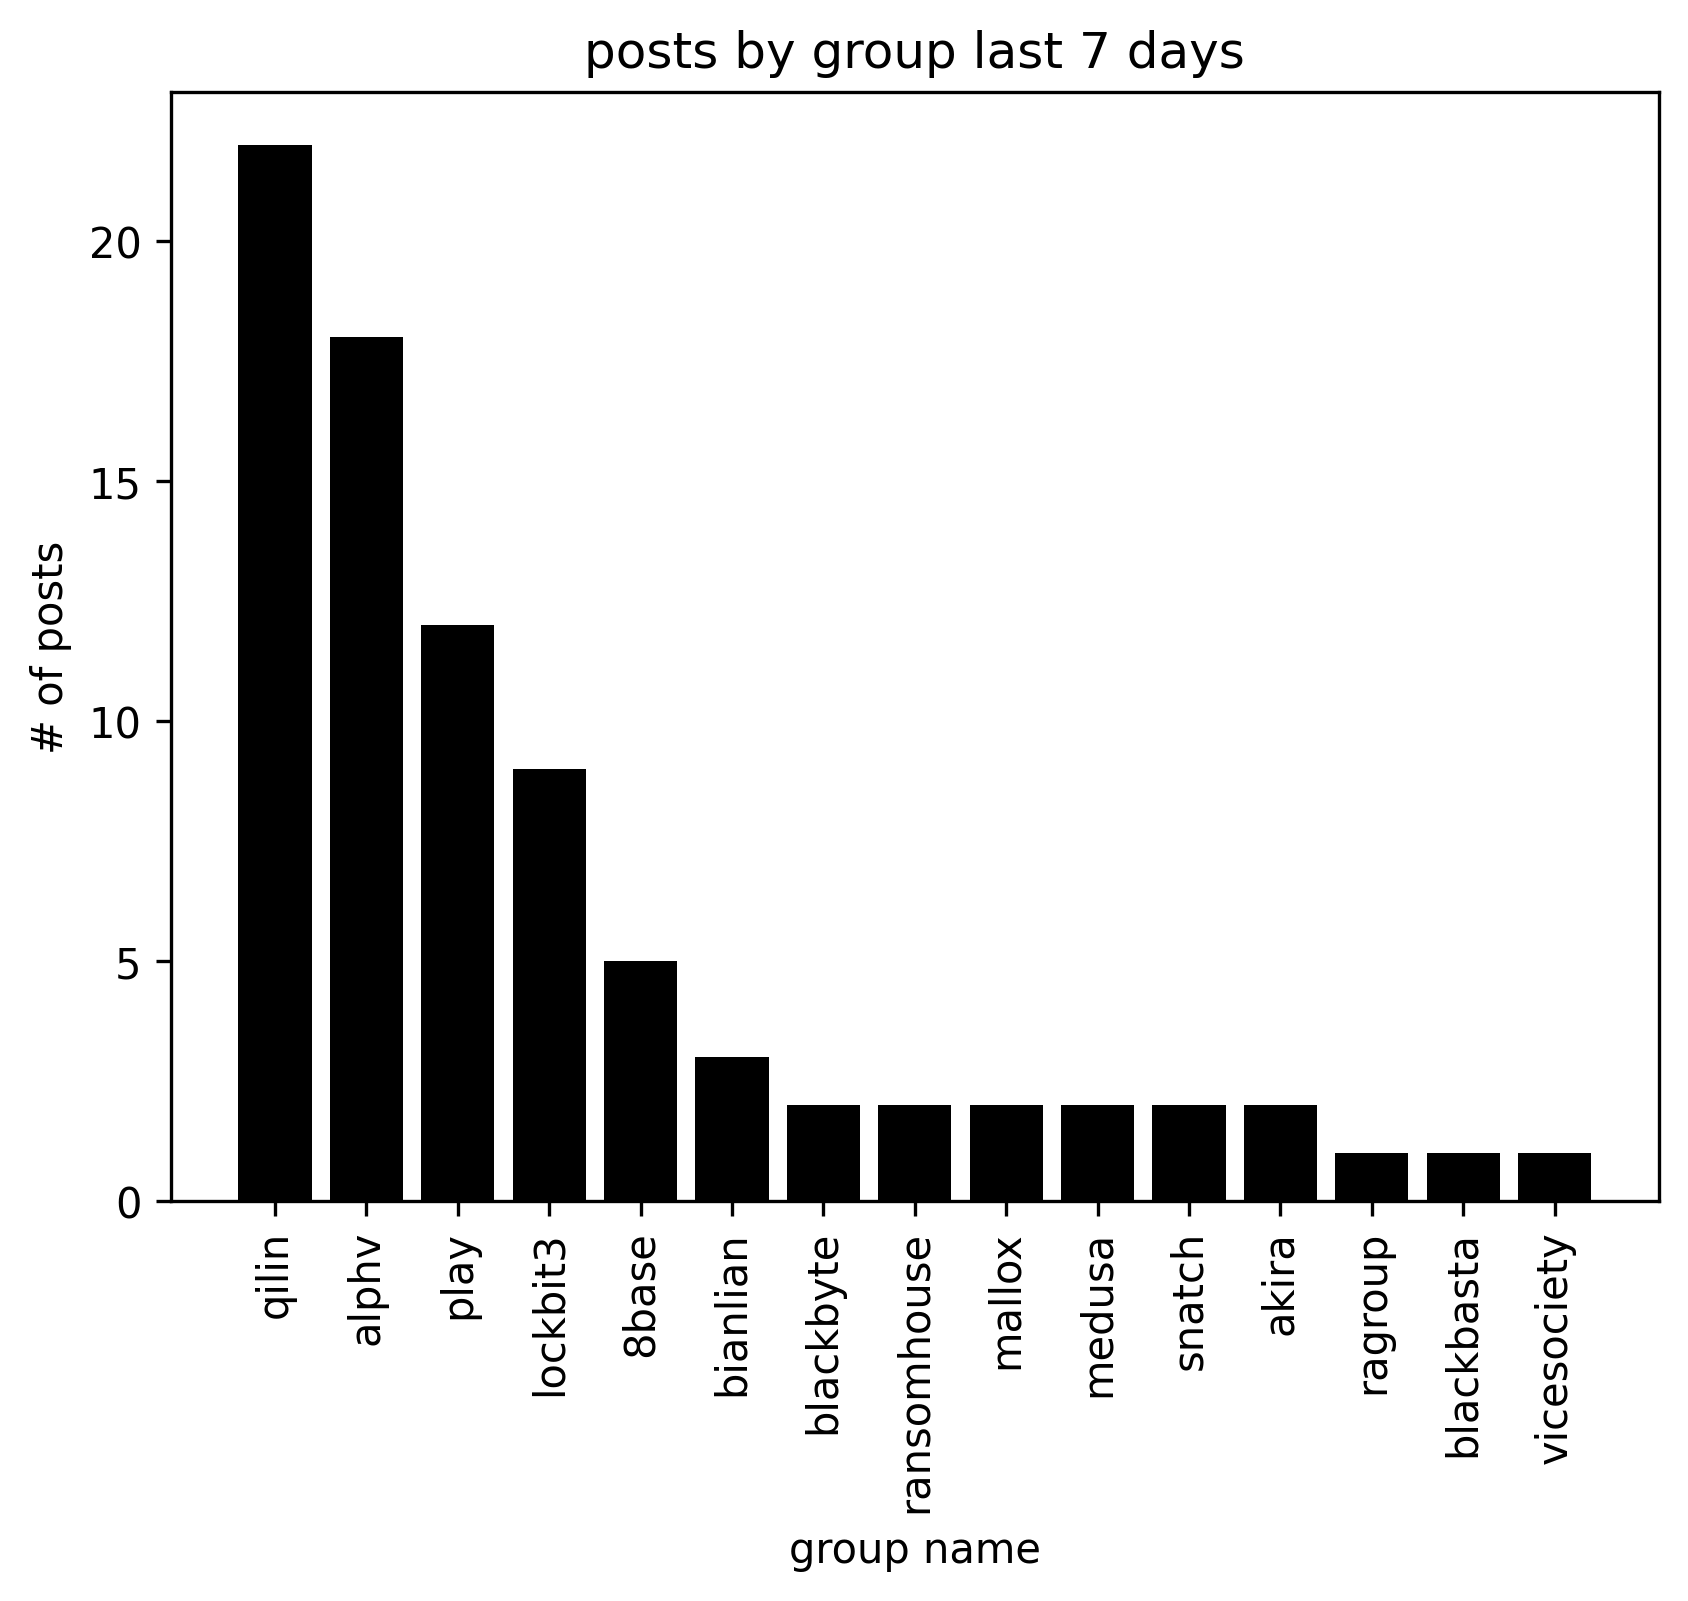 posts by group last 7 days
# of posts
20
15
10
5
0
qilin
alphv
play
lockbit3
8base
bianlian
blackbyte
ransomhouse
mallox
medusa
snatch
akira
ragroup
blackbasta
vicesociety
group name